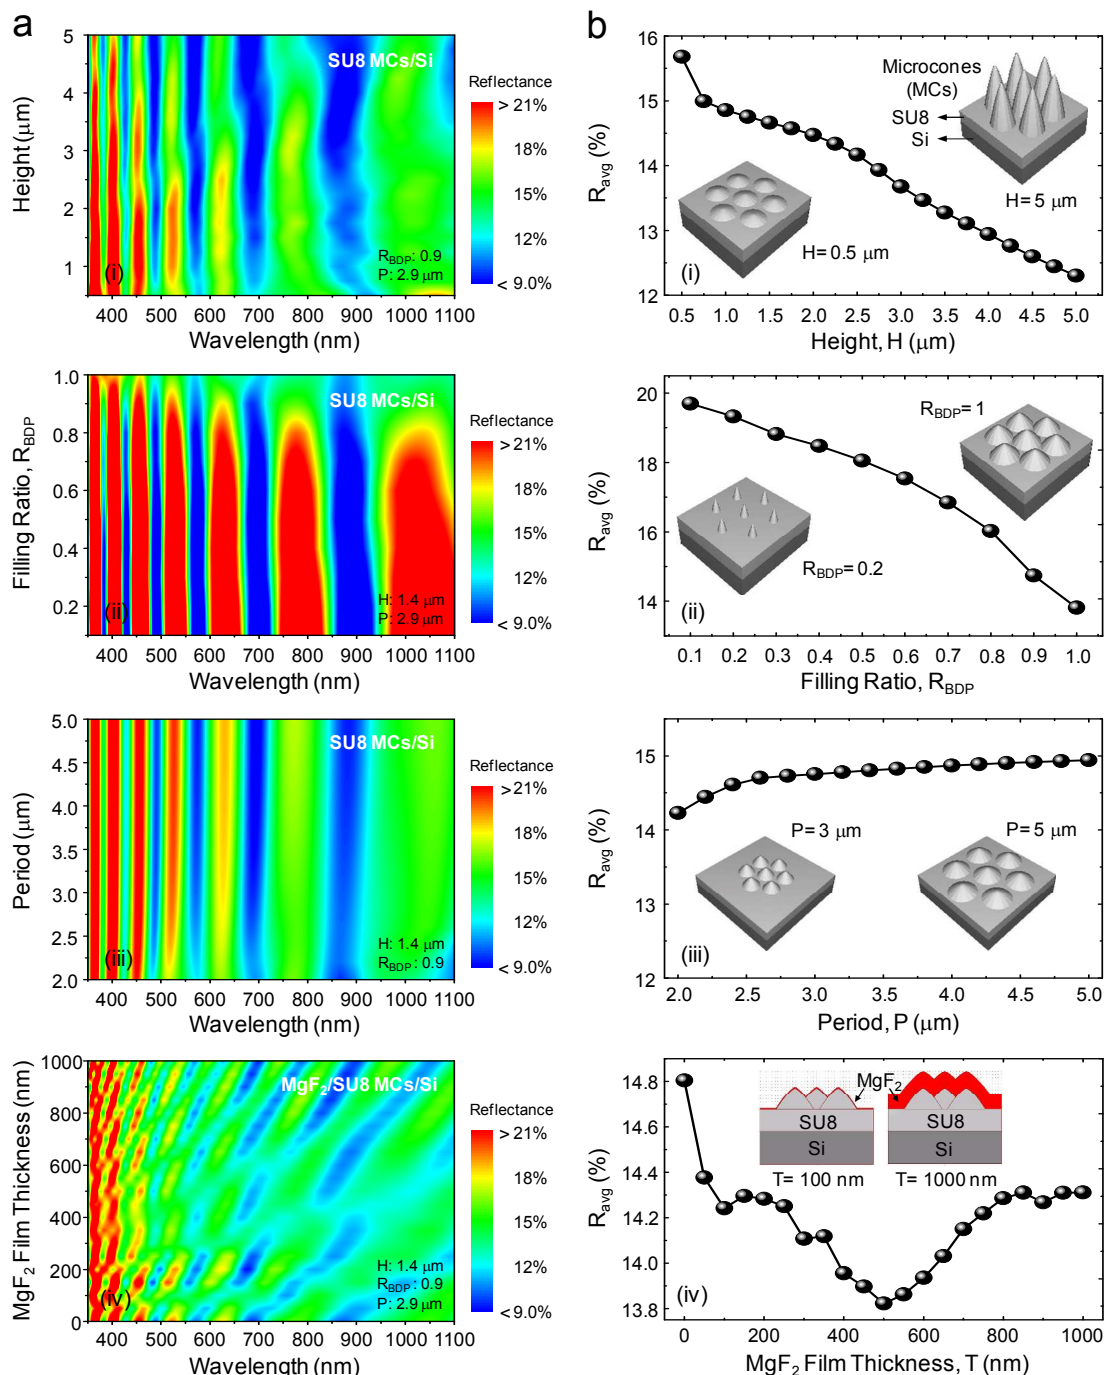 a
SU8 MCs/Si
Reflectance
> 21%
18%
15%
12%
< 9.0%
5
4
3
2
1
Height (μm)
R_BDP: 0.9
P: 2.9 μm
(i)
400 500 600 700 800 900 1000 1100
Wavelength (nm)
SU8 MCs/Si
Reflectance
> 21%
18%
15%
12%
< 9.0%
1.0
0.8
0.6
0.4
0.2
Filling Ratio, R_BDP
H: 1.4 μm
P: 2.9 μm
(ii)
400 500 600 700 800 900 1000 1100
Wavelength (nm)
SU8 MCs/Si
Reflectance
> 21%
18%
15%
12%
< 9.0%
5.0
4.5
4.0
3.5
3.0
2.5
2.0
Period (μm)
H: 1.4 μm
R_BDP: 0.9
(iii)
400 500 600 700 800 900 1000 1100
Wavelength (nm)
MgF₂/SU8 MCs/Si
Reflectance
> 21%
18%
15%
12%
< 9.0%
1000
800
600
400
200
0
MgF₂ Film Thickness (nm)
H: 1.4 μm
R_BDP: 0.9
P: 2.9 μm
(iv)
400 500 600 700 800 900 1000 1100
Wavelength (nm)
b
16
15
14
13
12
R_avg (%)
Microcones
(MCs)
SU8
Si
H= 5 μm
H= 0.5 μm
(i)
0.5 1.0 1.5 2.0 2.5 3.0 3.5 4.0 4.5 5.0
Height, H (μm)
20
18
16
14
R_avg (%)
R_BDP= 1
R_BDP= 0.2
(ii)
0.1 0.2 0.3 0.4 0.5 0.6 0.7 0.8 0.9 1.0
Filling Ratio, R_BDP
15
14
13
12
R_avg (%)
P= 3 μm
P= 5 μm
(iii)
2.0 2.5 3.0 3.5 4.0 4.5 5.0
Period, P (μm)
14.8
14.6
14.4
14.2
14.0
13.8
R_avg (%)
MgF₂
SU8
Si
T= 100 nm
SU8
Si
T= 1000 nm
(iv)
0 200 400 600 800 1000
MgF₂ Film Thickness, T (nm)